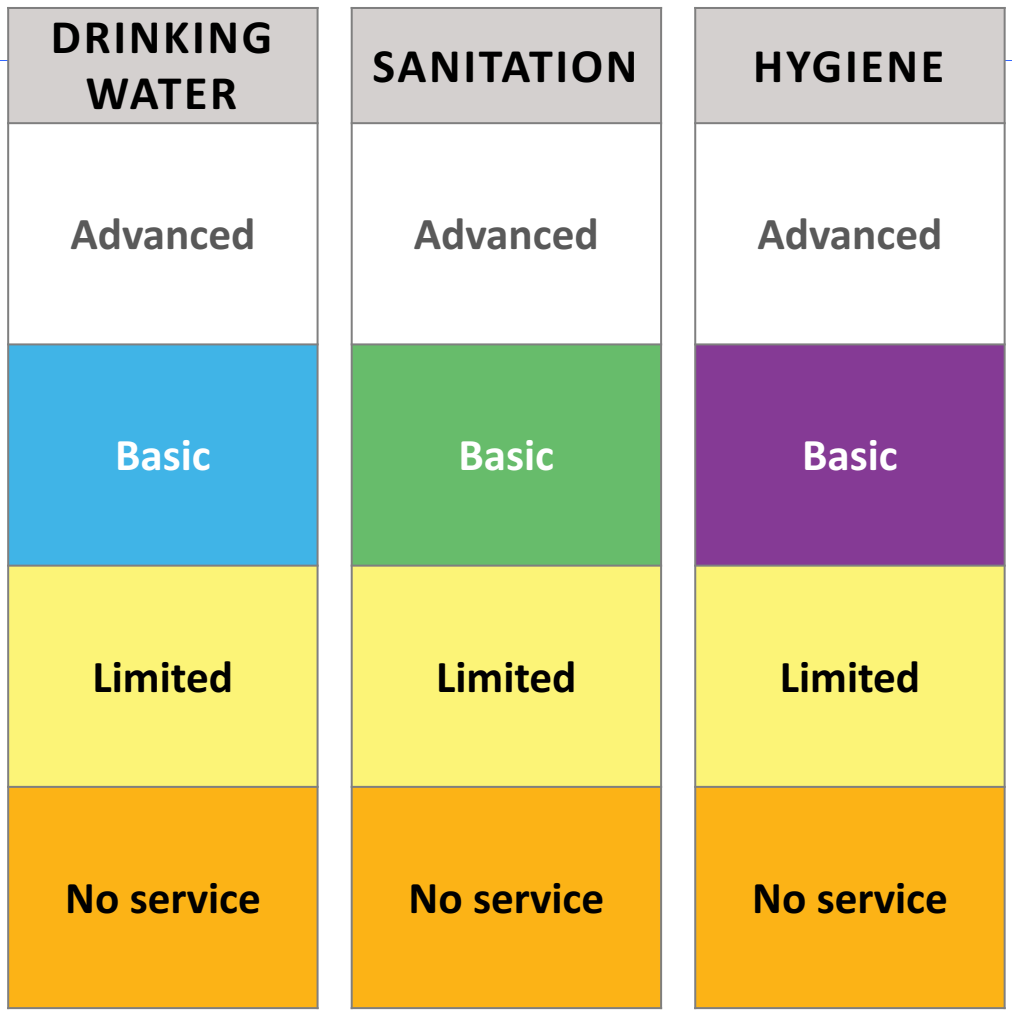 DRINKING
WATER
Advanced
Basic
Limited
No service
SANITATION
Advanced
Basic
Limited
No service
HYGIENE
Advanced
Basic
Limited
No service